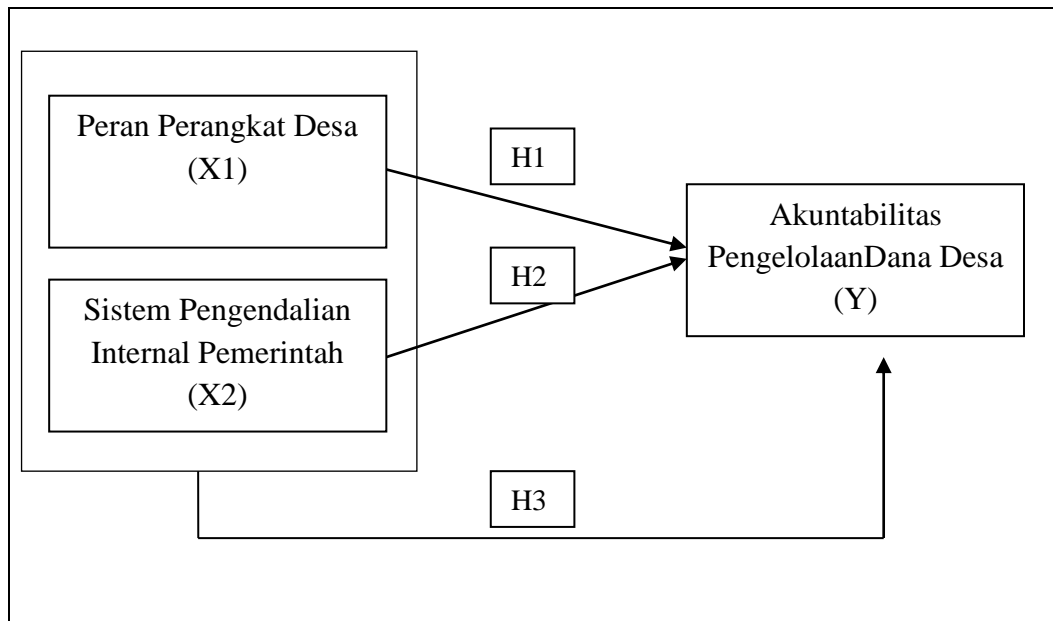 Peran Perangkat Desa
(X1)
H1
Sistem Pengendalian
Internal Pemerintah
(X2)
H2
Akuntabilitas
PengelolaanDana Desa
(Y)
H3